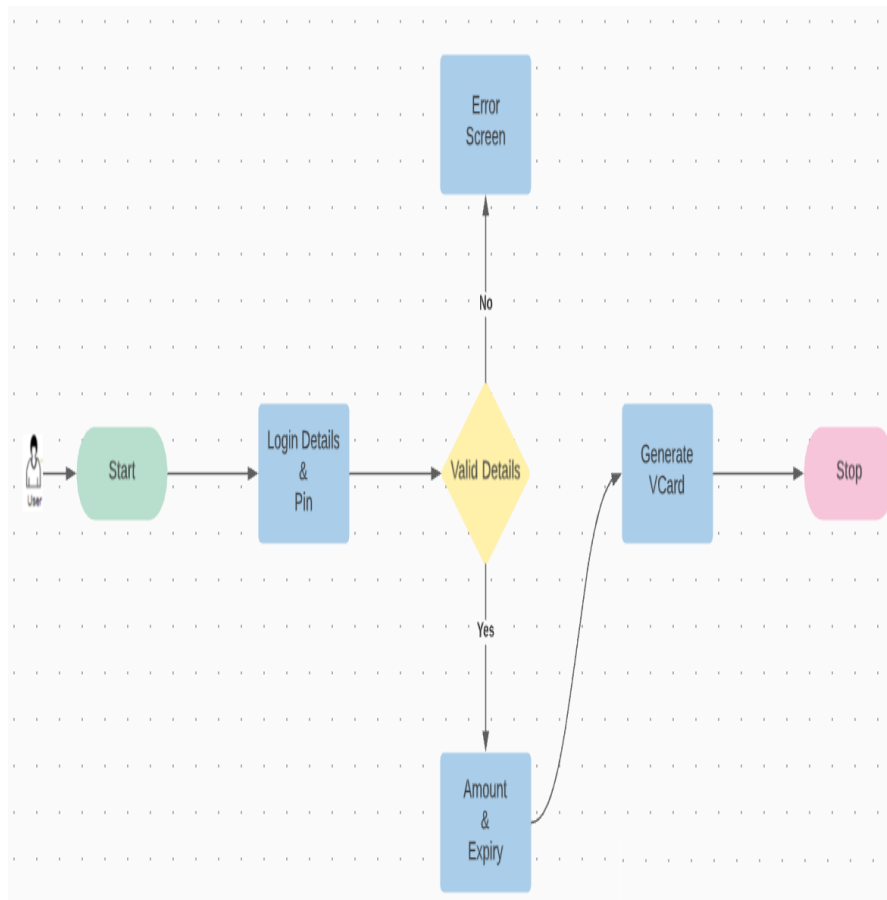 Error
Screen
No
User
Start
Login Details
&
Pin
Valid Details
Generate
VCard
Stop
Yes
Amount
&
Expiry